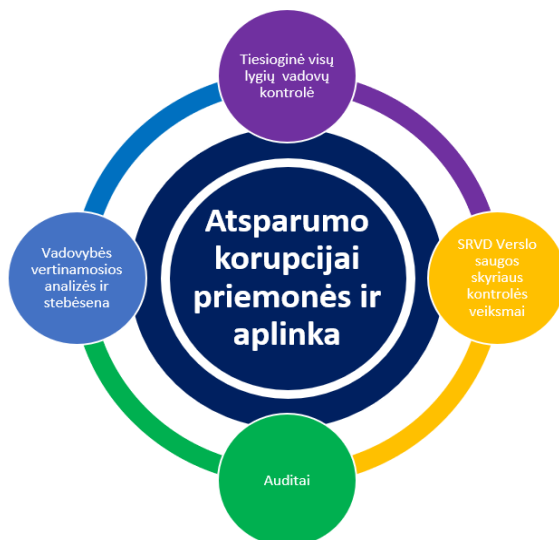 Tiesioginė visų
lygių vadovų
kontrolė
Atsparumo
korupcijai
priemonės ir
aplinka
Vadovybės
vertinamosios
analizės ir
stebėsena
SRVD Verslo
saugos
skyriaus
kontrolės
veiksmai
Auditai